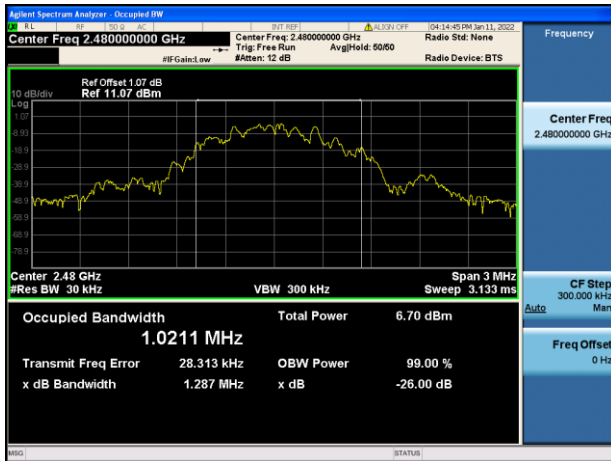 Agilent Spectrum Analyzer - Occupied BW
RL RF 50 Ω AC INT REF ALIGN OFF 04:14:45 PM Jan 11, 2022
Center Freq 2.480000000 GHz Center Freq: 2.480000000 GHz Radio Std: None
Trig: Free Run Avg|Hold: 50/50
#IFGain:Low #Atten: 12 dB Radio Device: BTS
Frequency
Ref Offset 1.07 dB
10 dB/div Ref 11.07 dBm
Log
1.07
-8.93
-18.9
-28.9
-38.9
-48.9
-58.9
-68.9
-78.9
Center 2.48 GHz Span 3 MHz
#Res BW 30 kHz VBW 300 kHz Sweep 3.133 ms
Occupied Bandwidth Total Power 6.70 dBm
1.0211 MHz
Transmit Freq Error 28.313 kHz OBW Power 99.00 %
x dB Bandwidth 1.287 MHz x dB -26.00 dB
Center Freq
2.480000000 GHz
CF Step
300.000 kHz
Auto Man
Freq Offset
0 Hz
MSG STATUS